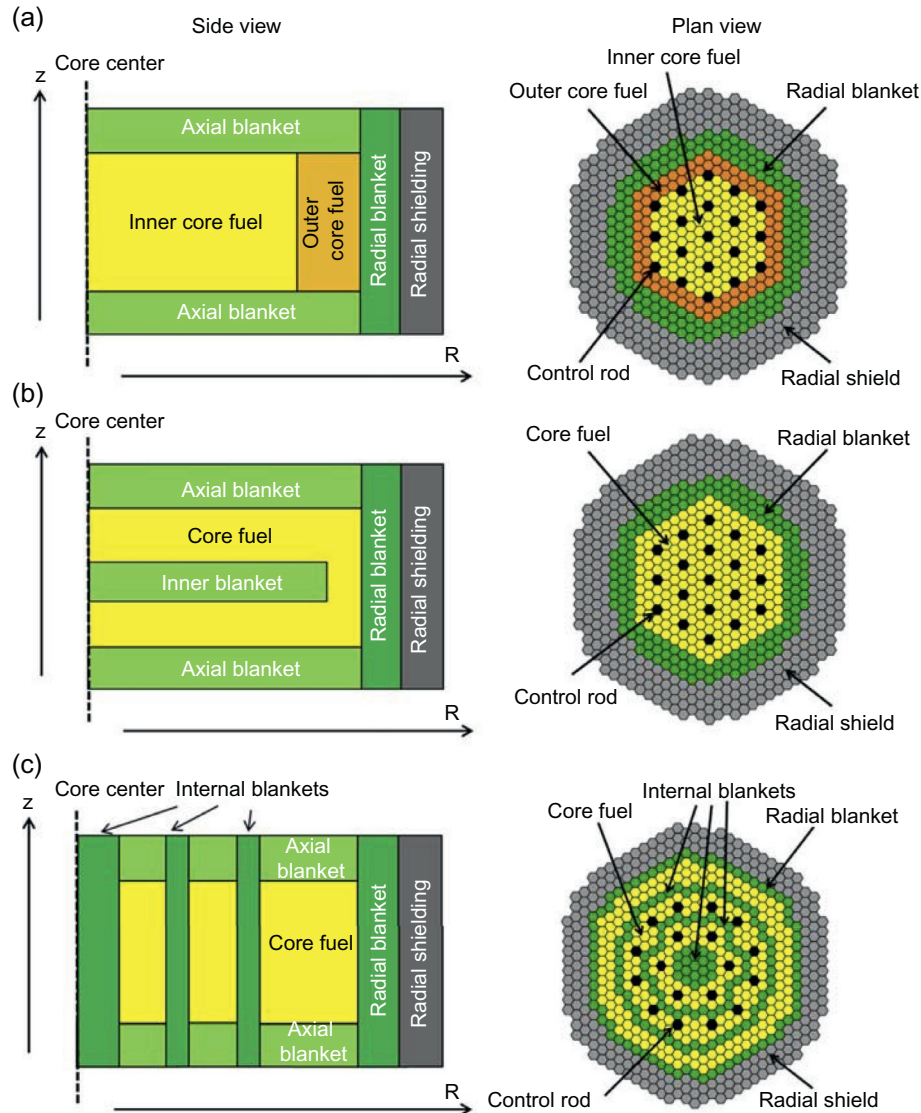 (a)
Side view
Plan view
Core center
Inner core fuel
z
Outer core fuel
Radial blanket
Axial blanket
Inner core fuel
Outer
core fuel
Radial blanket
Radial shielding
Axial blanket
R
Control rod
Radial shield
(b)
Core center
z
Core fuel
Radial blanket
Axial blanket
Core fuel
Inner blanket
Radial blanket
Radial shielding
Axial blanket
R
Control rod
Radial shield
(c)
Core center
Internal blankets
Internal blankets
z
Core fuel
Radial blanket
Axial
blanket
Core fuel
Radial blanket
Radial shielding
Axial
blanket
R
Control rod
Radial shield